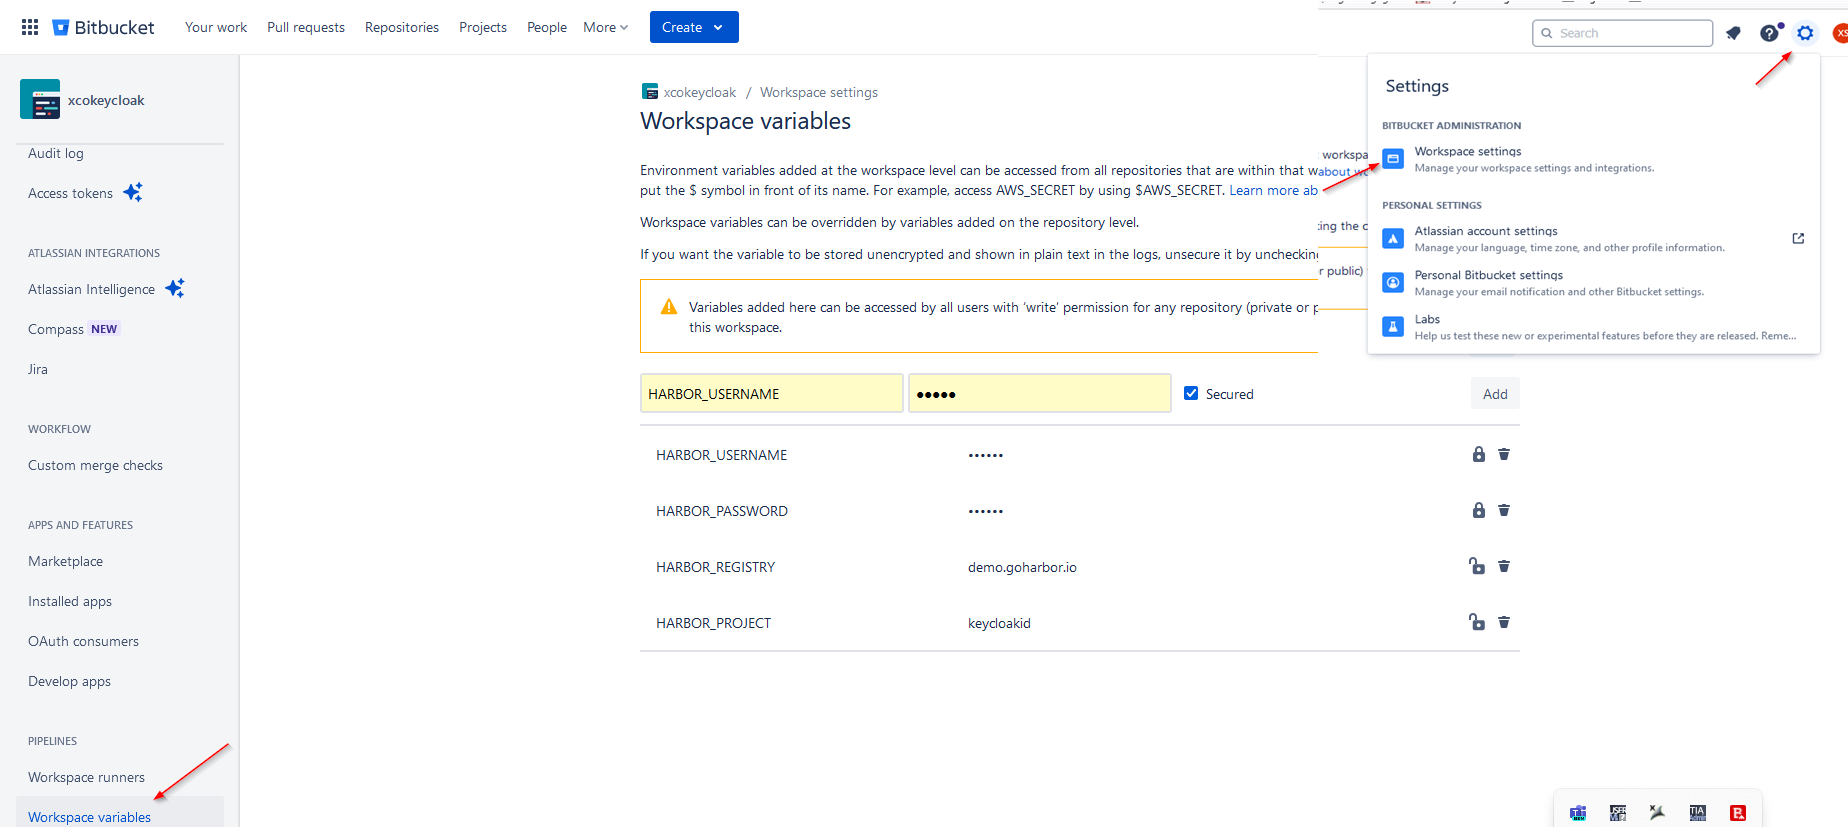 Bitbucket
Your work
Pull requests
Repositories
Projects
People
More
Create
Search
XS
xcokeycloak
Audit log
Access tokens
ATLASSIAN INTEGRATIONS
Atlassian Intelligence
Compass NEW
Jira
WORKFLOW
Custom merge checks
APPS AND FEATURES
Marketplace
Installed apps
OAuth consumers
Develop apps
PIPELINES
Workspace runners
Workspace variables
xcokeycloak / Workspace settings
Workspace variables
Environment variables added at the workspace level can be accessed from all repositories that are within that w
put the $ symbol in front of its name. For example, access AWS_SECRET by using $AWS_SECRET. Learn more ab
Workspace variables can be overridden by variables added on the repository level.
If you want the variable to be stored unencrypted and shown in plain text in the logs, unsecure it by unchecking
Variables added here can be accessed by all users with ‘write’ permission for any repository (private or p
this workspace.
HARBOR_USERNAME
•••••
Secured
Add
HARBOR_USERNAME ••••••
HARBOR_PASSWORD ••••••
HARBOR_REGISTRY demo.goharbor.io
HARBOR_PROJECT keycloakid
workspa
about wo
king the c
r public)
Settings
BITBUCKET ADMINISTRATION
Workspace settings
Manage your workspace settings and integrations.
PERSONAL SETTINGS
Atlassian account settings
Manage your language, time zone, and other profile information.
Personal Bitbucket settings
Manage your email notification and other Bitbucket settings.
Labs
Help us test these new or experimental features before they are released. Reme...